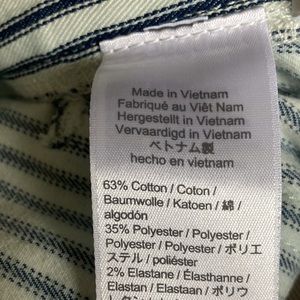 Made in Vietnam
Fabriqué au Viêt Nam
Hergestellt in Vietnam
Vervaardigd in Vietnam
ベトナム製
hecho en vietnam
63% Cotton / Coton /
Baumwolle / Katoen / 綿 /
algodón
35% Polyester / Polyester /
Polyester / Polyester / ポリエ
ステル / poliéster
2% Elastane / Élasthanne /
Elastan / Elastaan / ポリウ